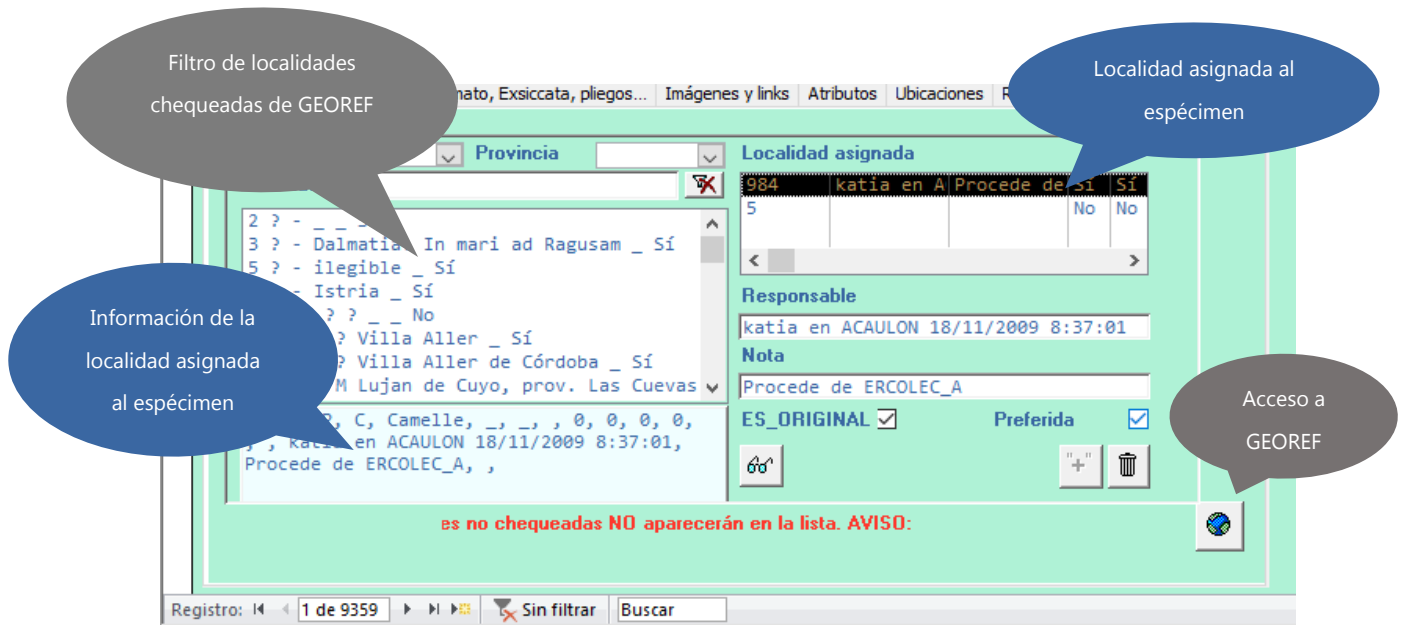 Filtro de localidades
chequeadas de GEOREF
Localidad asignada al
espécimen
mato, Exsiccata, pliegos... Imágenes y links Atributos Ubicaciones
Provincia
Localidad asignada
984 katia en A Procede de Sí Sí
5 No No
2 ? - _ _
3 ? - Dalmatia In mari ad Ragusam _ Sí
5 ? - ilegible _ Sí
- Istria _ Sí
? ? _ _ No
? Villa Aller _ Sí
? Villa Aller de Córdoba _ Sí
M Lujan de Cuyo, prov. Las Cuevas
Información de la
localidad asignada
al espécimen
Responsable
katia en ACAULON 18/11/2009 8:37:01
Nota
Procede de ERCOLEC_A
ES_ORIGINAL Preferida
"+"
Acceso a
GEOREF
, C, Camelle, _, _, , 0, 0, 0, 0,
, , katia en ACAULON 18/11/2009 8:37:01,
Procede de ERCOLEC_A, ,
es no chequeadas NO aparecerán en la lista. AVISO:
Registro: 1 de 9359 Sin filtrar Buscar